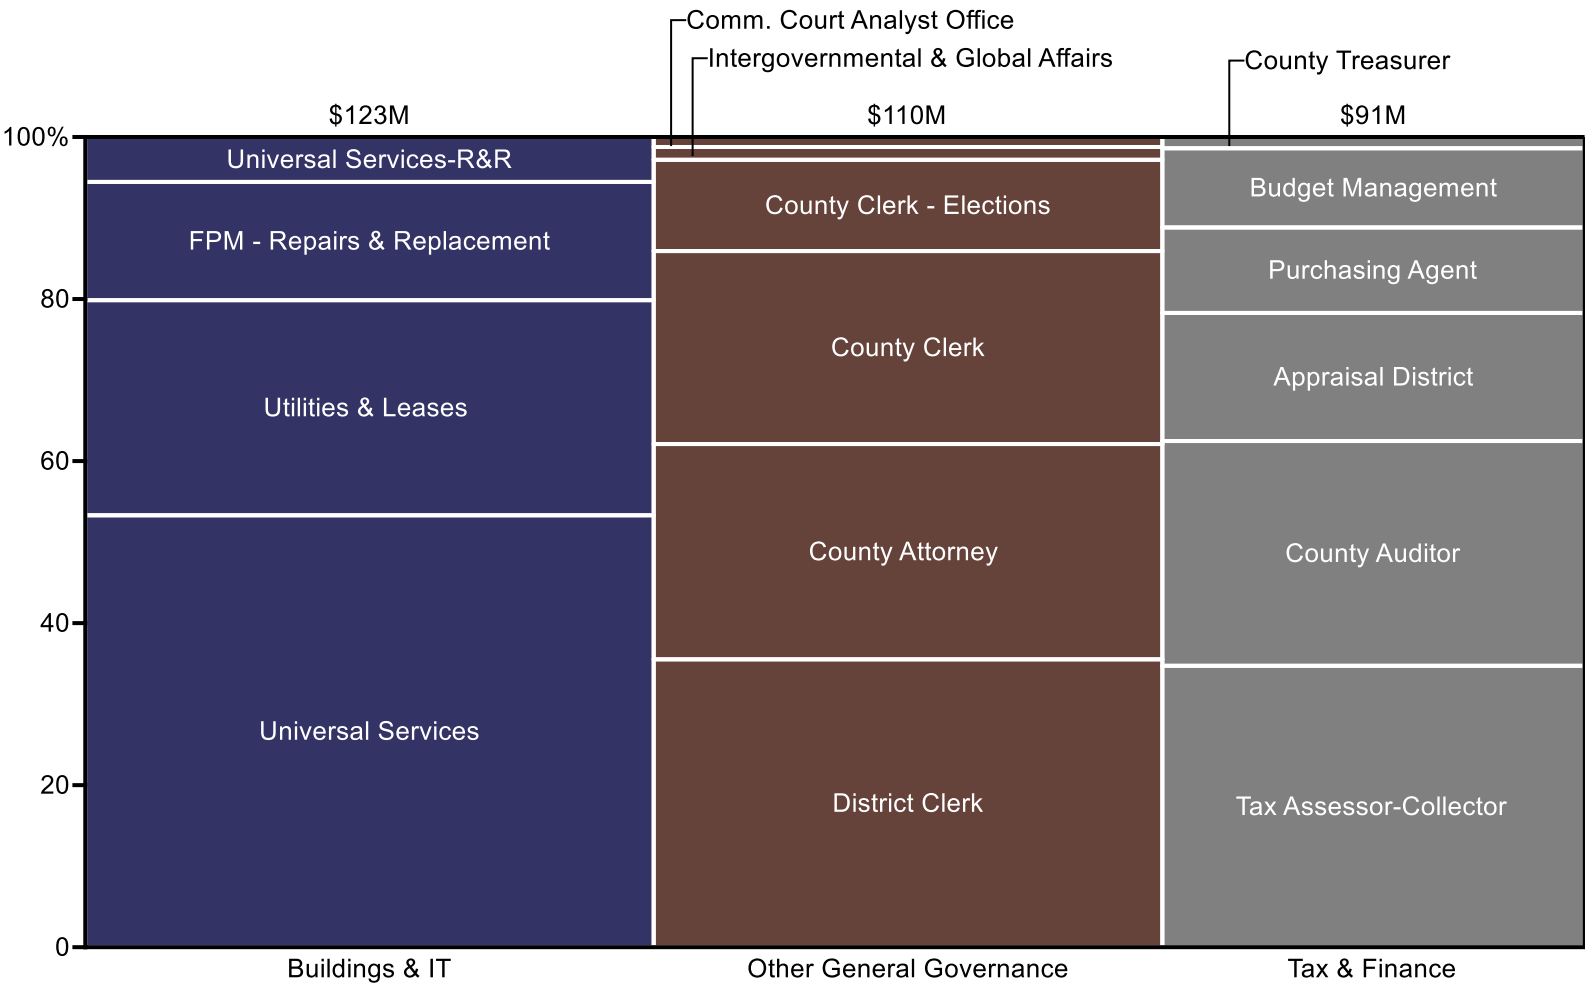 Comm. Court Analyst Office
Intergovernmental & Global Affairs
County Treasurer
$123M
$110M
$91M
100%
80
60
40
20
0
Universal Services-R&R
FPM - Repairs & Replacement
Utilities & Leases
Universal Services
County Clerk - Elections
County Clerk
County Attorney
District Clerk
Budget Management
Purchasing Agent
Appraisal District
County Auditor
Tax Assessor-Collector
Buildings & IT
Other General Governance
Tax & Finance